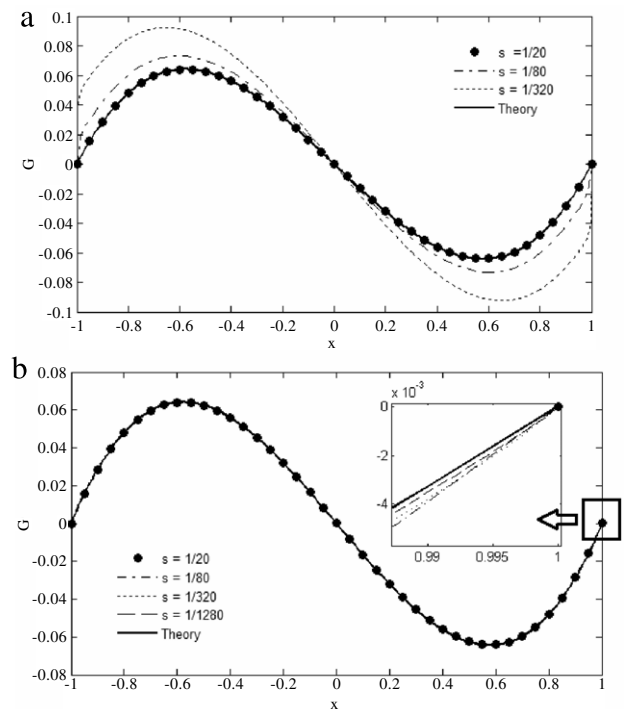 a
0.1
0.08
0.06
0.04
0.02
0
-0.02
-0.04
-0.06
-0.08
-0.1
G
s =1/20
s = 1/80
s = 1/320
Theory
-1 -0.8 -0.6 -0.4 -0.2 0 0.2 0.4 0.6 0.8 1
x
b
0.08
0.06
0.04
0.02
0
-0.02
-0.04
-0.06
-0.08
G
x 10-3
0
-2
-4
0.99 0.995 1
s = 1/20
s = 1/80
s = 1/320
s = 1/1280
Theory
-1 -0.8 -0.6 -0.4 -0.2 0 0.2 0.4 0.6 0.8 1
x